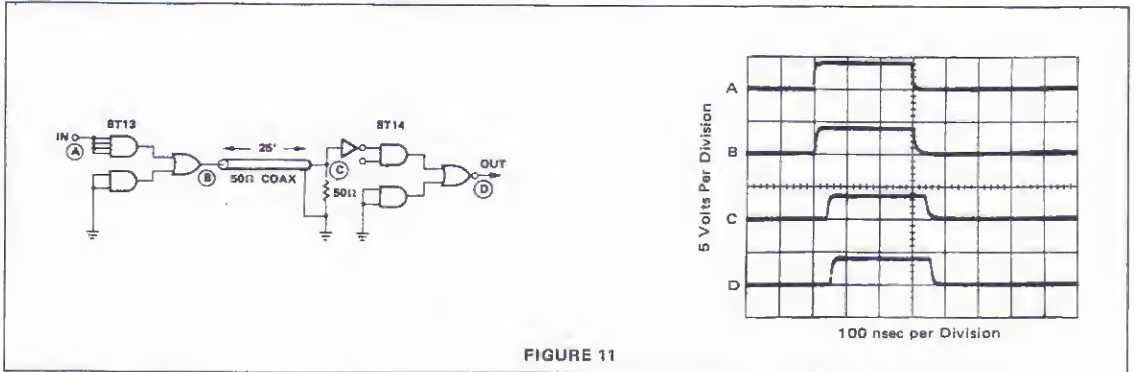 8T13
8T14
IN
A
25'
B
50Ω COAX
C
50Ω
OUT
D
5 Volts Per Division
A
B
C
D
100 nsec per Division
FIGURE 11